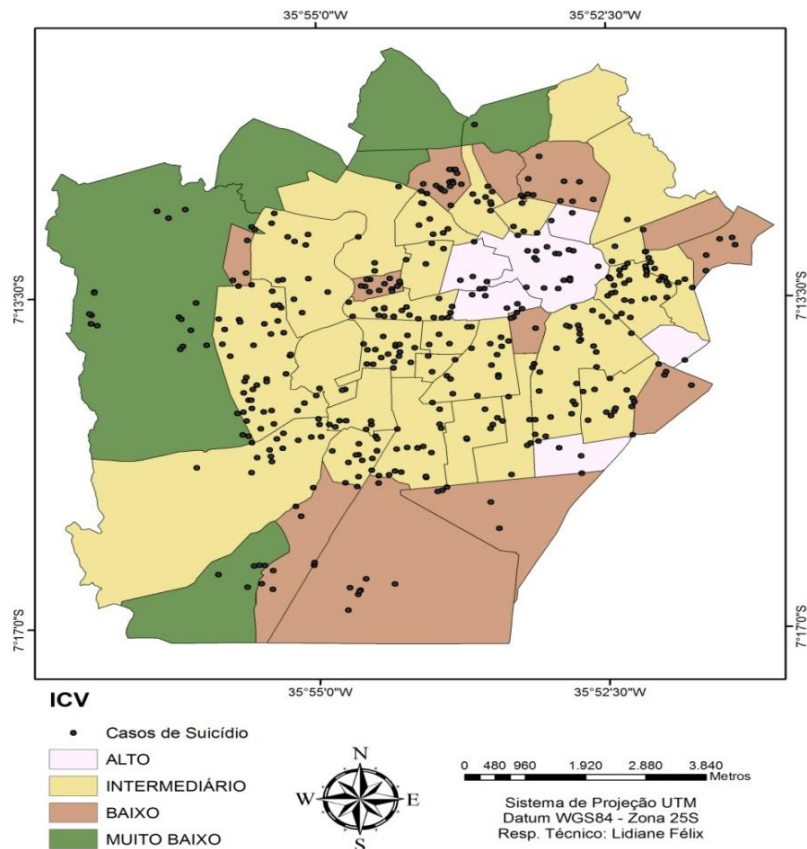 35°55'0"W 35°52'30"W
7°13'30"S 7°13'30"S
7°17'0"S 7°17'0"S
35°55'0"W 35°52'30"W
ICV
Casos de Suicídio
ALTO
INTERMEDIÁRIO
BAIXO
MUITO BAIXO
N
W E
S
0 480 960 1.920 2.880 3.840
Metros
Sistema de Projeção UTM
Datum WGS84 - Zona 25S
Resp. Técnico: Lidiane Félix